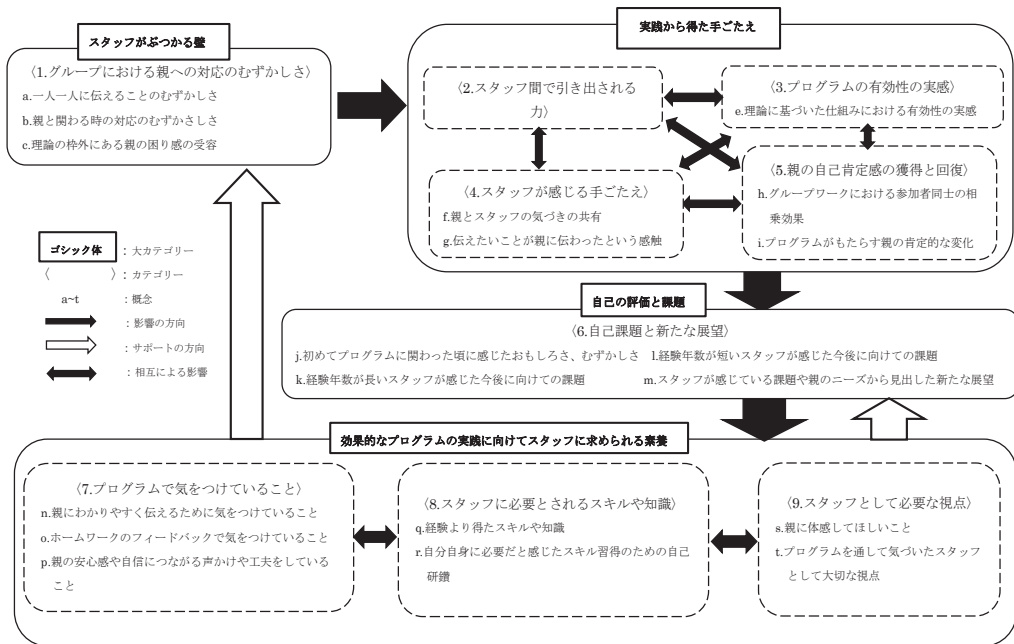 スタッフがぶつかる壁
〈1.グループにおける親への対応のむずかしさ〉
a.一人一人に伝えることのむずかしさ
b.親と関わる時の対応のむずかさしさ
c.理論の枠外にある親の困り感の受容
実践から得た手ごたえ
〈2.スタッフ間で引き出される
力〉
〈3.プログラムの有効性の実感〉
e.理論に基づいた仕組みにおける有効性の実感
〈4.スタッフが感じる手ごたえ〉
f.親とスタッフの気づきの共有
g.伝えたいことが親に伝わったという感触
〈5.親の自己肯定感の獲得と回復〉
h.グループワークにおける参加者同士の相
乗効果
i.プログラムがもたらす親の肯定的な変化
ゴシック体 : 大カテゴリー
〈 〉: カテゴリー
a~t : 概念
: 影響の方向
: サポートの方向
: 相互による影響
自己の評価と課題
〈6.自己課題と新たな展望〉
j.初めてプログラムに関わった頃に感じたおもしろさ、むずかしさ l.経験年数が短いスタッフが感じた今後に向けての課題
k.経験年数が長いスタッフが感じた今後に向けての課題 m.スタッフが感じている課題や親のニーズから見出した新たな展望
効果的なプログラムの実践に向けてスタッフに求められる素養
〈7.プログラムで気をつけていること〉
n.親にわかりやすく伝えるために気をつけていること
o.ホームワークのフィードバックで気をつけていること
p.親の安心感や自信につながる声かけや工夫をしている
こと
〈8.スタッフに必要とされるスキルや知識〉
q.経験より得たスキルや知識
r.自分自身に必要だと感じたスキル習得のための自己
研鑽
〈9.スタッフとして必要な視点〉
s.親に体感してほしいこと
t.プログラムを通して気づいたスタッフ
として大切な視点